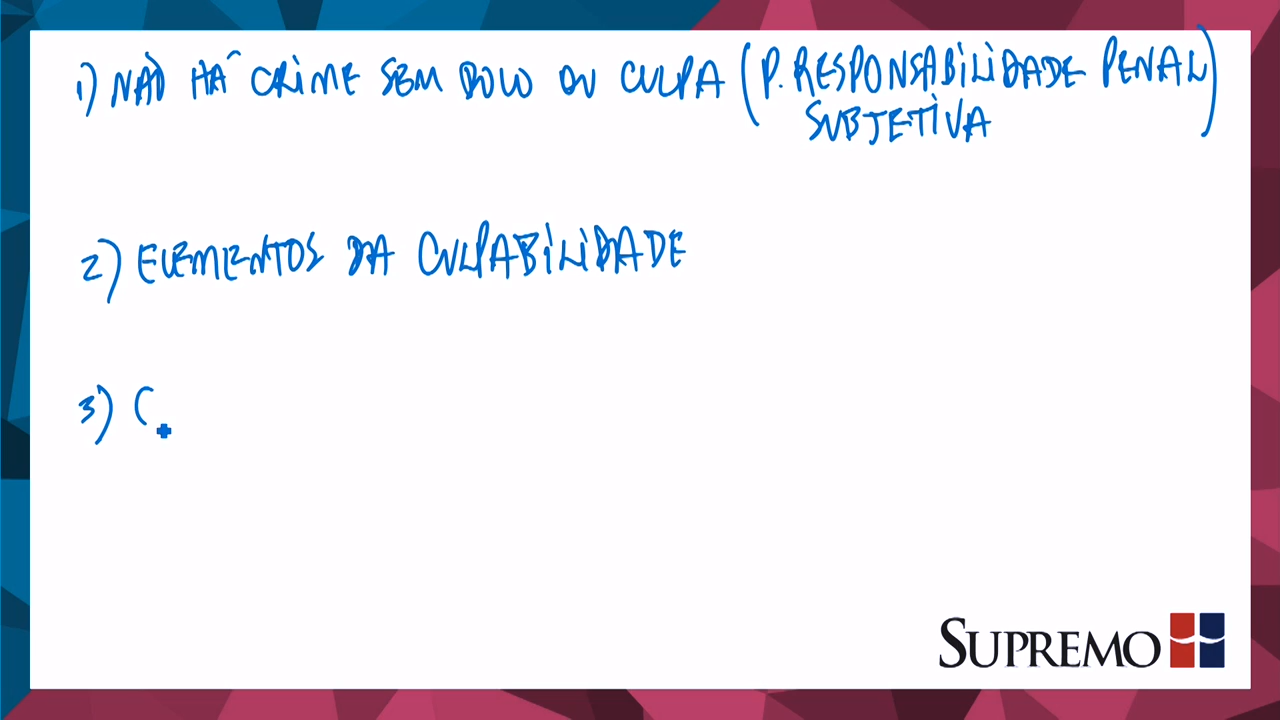 1) NÃO HÁ CRIME SEM DOLO OU CULPA (P. RESPONSABILIDADE PENAL
SUBJETIVA)
2) ELEMENTOS DA CULPABILIDADE
3) C
SUPREMO